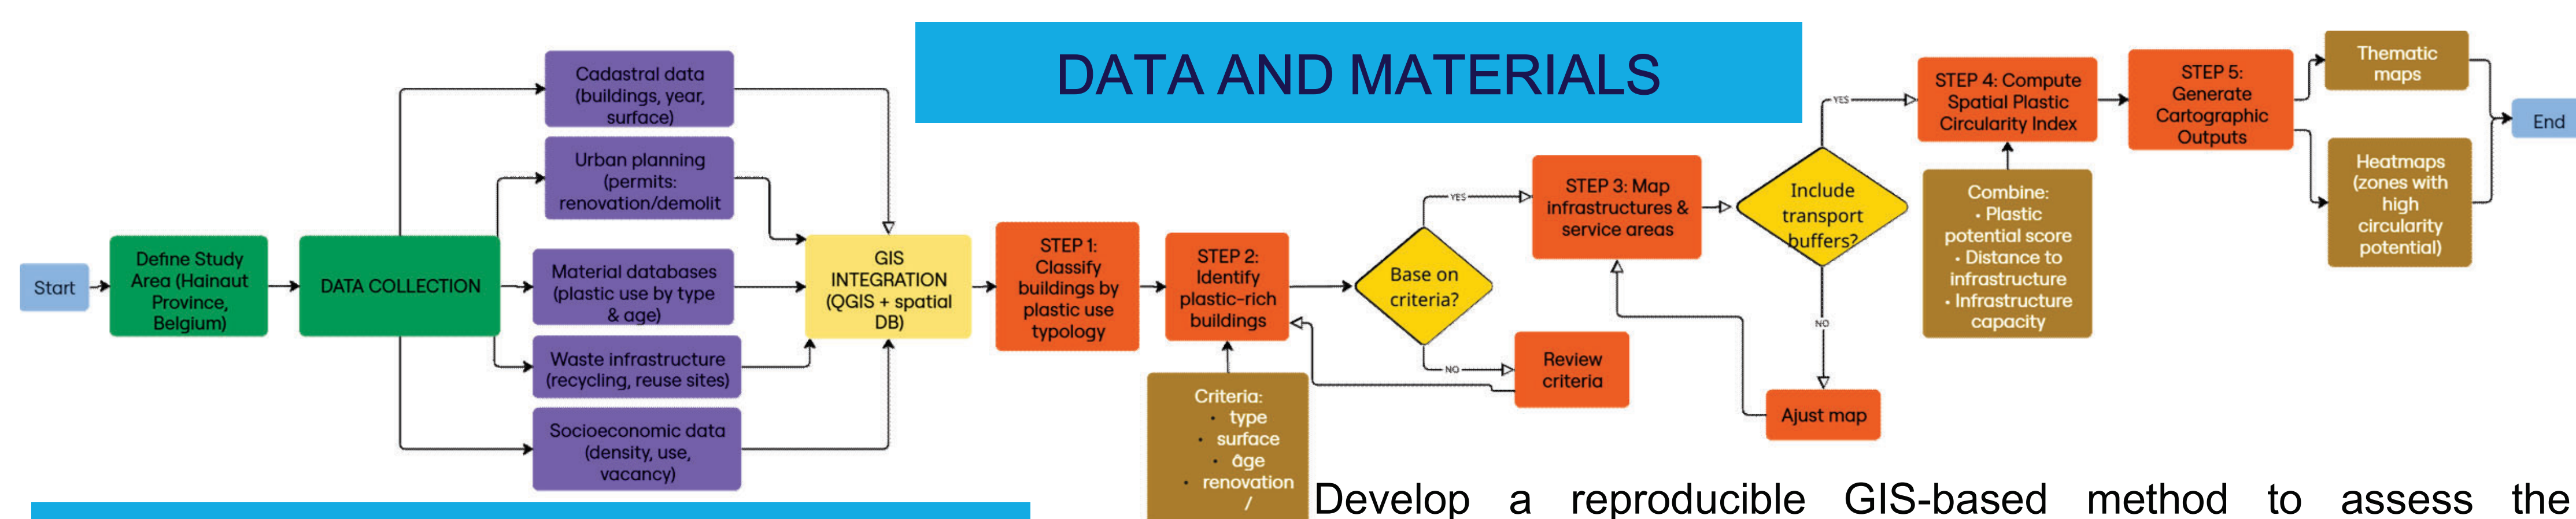 DATA AND MATERIALS
Start
Define Study
Area (Hainaut
Province,
Belgium)
DATA COLLECTION
Cadastral data
(buildings, year,
surface)
Urban planning
(permits:
renovation/demolit
Material databases
(plastic use by type
& age)
Waste infrastructure
(recycling, reuse sites)
Socioeconomic data
(density, use,
vacancy)
GIS
INTEGRATION
(QGIS + spatial
DB)
STEP 1:
Classify
buildings by
plastic use
typology
STEP 2:
Identify
plastic-rich
buildings
Criteria:
• type
• surface
• âge
• renovation
/
Base on
criteria?
YES
NO
Review
criteria
STEP 3: Map
infrastructures &
service areas
Include
transport
buffers?
YES
NO
Ajust map
STEP 4: Compute
Spatial Plastic
Circularity Index
Combine:
• Plastic
potential score
• Distance to
infrastructure
• Infrastructure
capacity
STEP 5:
Generate
Cartographic
Outputs
Thematic
maps
Heatmaps
(zones with
high
circularity
potential)
End
Develop a reproducible GIS-based method to assess the